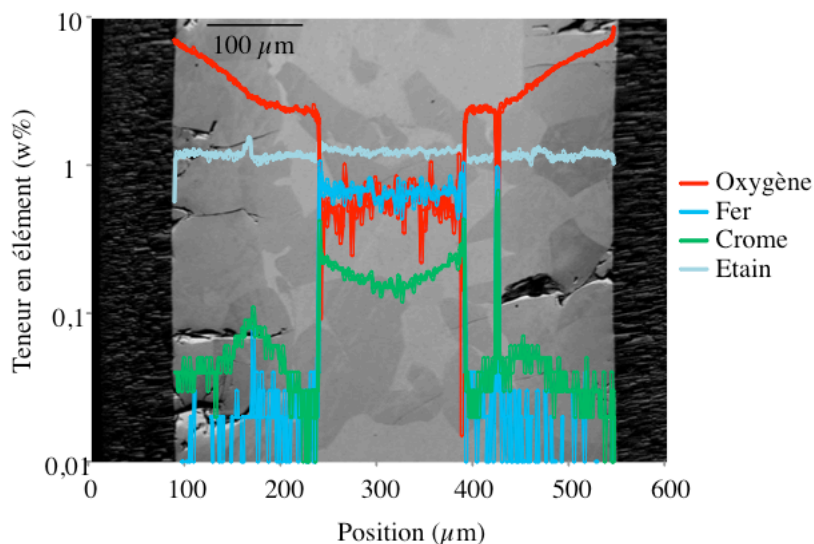 10
100 µm
1
0,1
0,01
0
100
200
300
400
500
600
Teneur en élément (w%)
Position (µm)
Oxygène
Fer
Crome
Etain